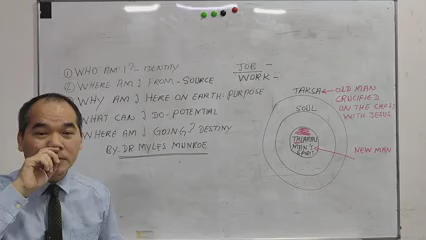 ① WHO AM I? - IDENTITY
② WHERE AM I FROM - SOURCE
WHY AM I HERE ON EARTH: PURPOSE
WHAT CAN I DO - POTENTIAL
WHERE AM I GOING? DESTINY
BY. DR MYLES MUNROE
JOB -
WORK -
TAKSA
OLD MAN
CRUCIFIED
ON THE CROSS
WITH JESUS
SOUL
MAN'S
SPIRIT
NEW MAN